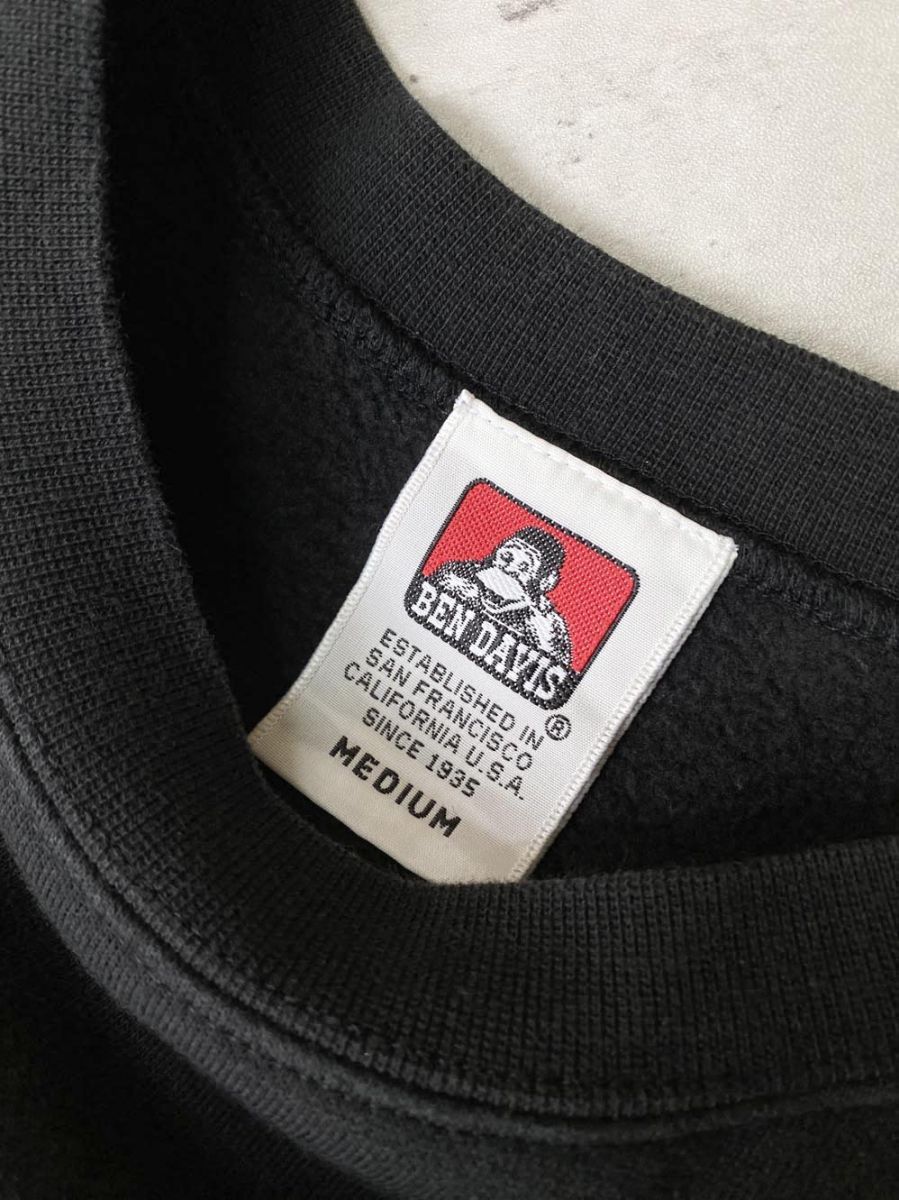 BEN DAVIS
®
ESTABLISHED IN
SAN FRANCISCO
CALIFORNIA U.S.A.
SINCE 1935
MEDIUM